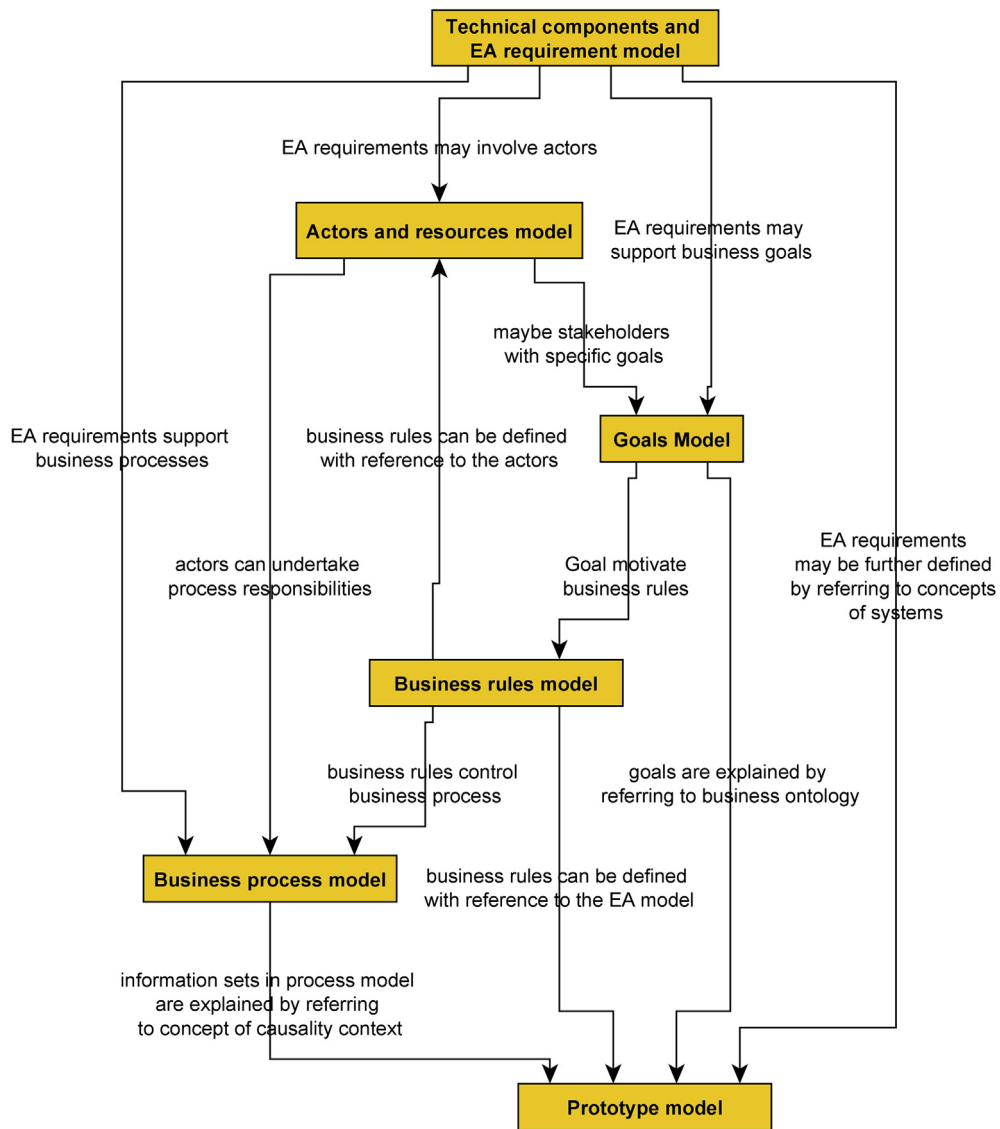 Technical components and
EA requirement model
EA requirements may involve actors
Actors and resources model
EA requirements may
support business goals
maybe stakeholders
with specific goals
EA requirements support
business processes
business rules can be defined
with reference to the actors
Goals Model
actors can undertake
process responsibilities
Goal motivate
business rules
EA requirements
may be further defined
by referring to concepts
of systems
Business rules model
business rules control
business process
goals are explained by
referring to business ontology
Business process model
business rules can be defined
with reference to the EA model
information sets in process model
are explained by referring
to concept of causality context
Prototype model